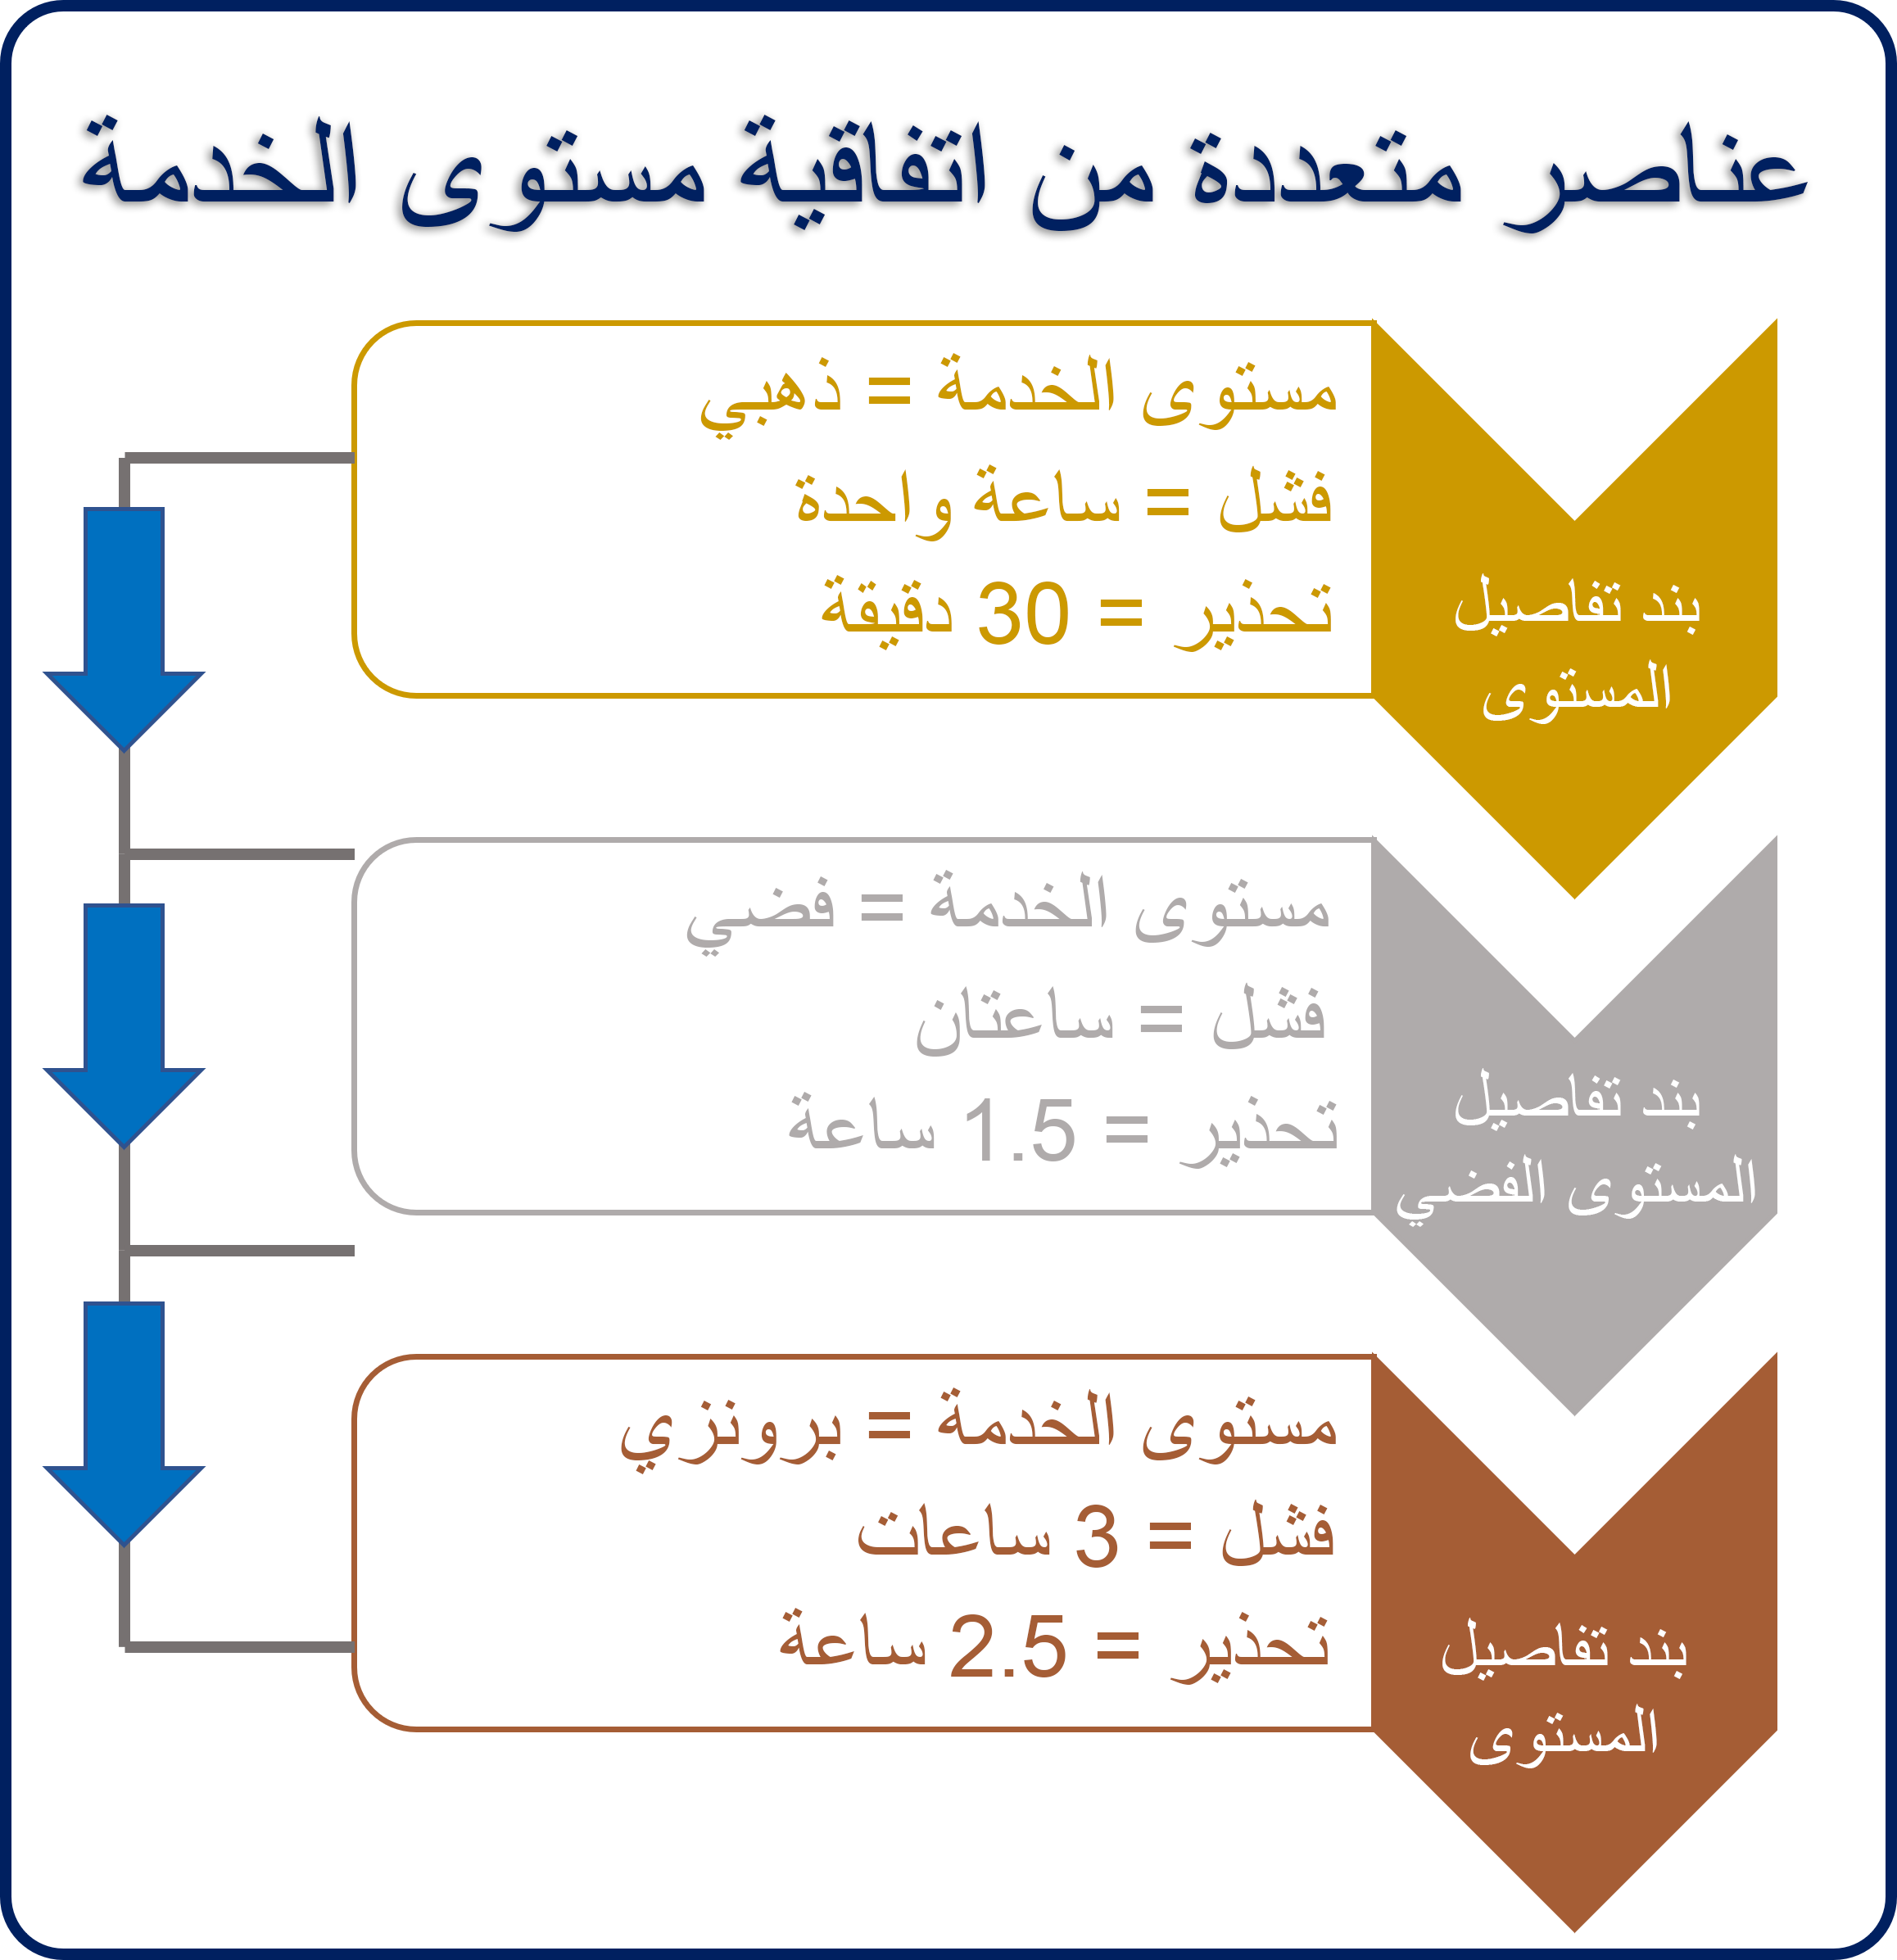 عناصر متعددة من اتفاقية مستوى الخدمة
مستوى الخدمة = ذهبي
فشل = ساعة واحدة
تحذير = 30 دقيقة
بند تفاصيل
المستوى
مستوى الخدمة = فضي
فشل = ساعتان
تحذير = 1.5 ساعة
بند تفاصيل
المستوى الفضي
مستوى الخدمة = برونزي
فشل = 3 ساعات
تحذير = 2.5 ساعة
بند تفاصيل
المستوى